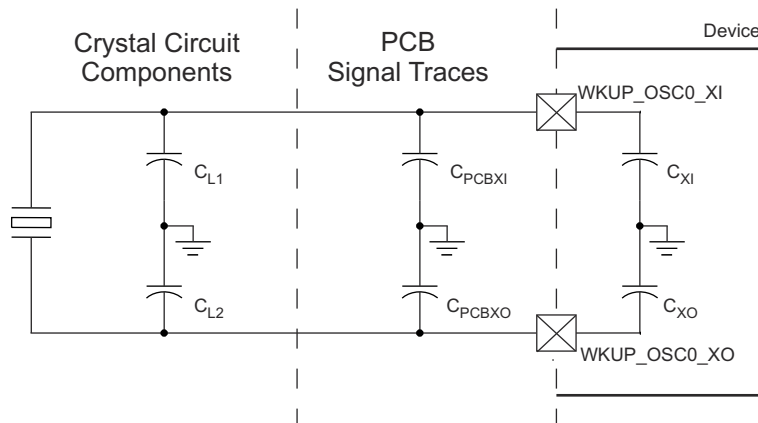 Crystal Circuit
Components
PCB
Signal Traces
Device
WKUP_OSC0_XI
CL1
CPCBXI
CXI
CL2
CPCBXO
CXO
WKUP_OSC0_XO